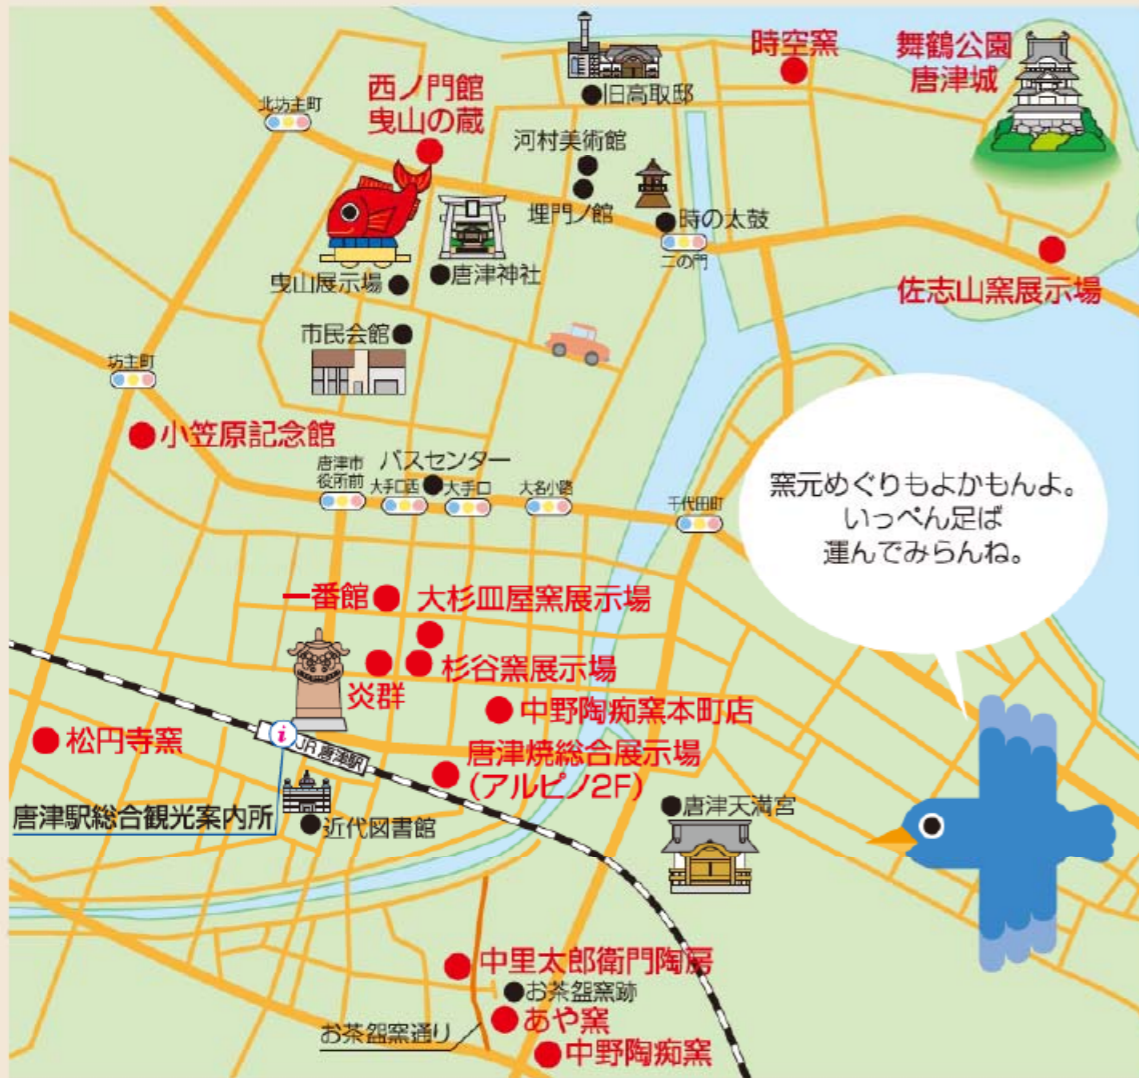 時空窯
舞鶴公園
唐津城
西ノ門館
曳山の蔵
北坊主町
旧高取邸
河村美術館
埋門ノ館
時の太鼓
二の門
唐津神社
曳山展示場
佐志山窯展示場
市民会館
坊主町
小笠原記念館
唐津市
役所前
バスセンター
大手口西
大手口
大名小路
千代田町
窯元めぐりもよかもんよ。
いっぺん足ば
運んでみらんね。
一番館
大杉皿屋窯展示場
炎群
杉谷窯展示場
中野陶痴窯本町店
松円寺窯
i
JR 唐津駅
唐津焼総合展示場
(アルピノ2F)
唐津駅総合観光案内所
近代図書館
唐津天満宮
中里太郎衛門陶房
お茶盌窯跡
あや窯
お茶盌窯通り
中野陶痴窯